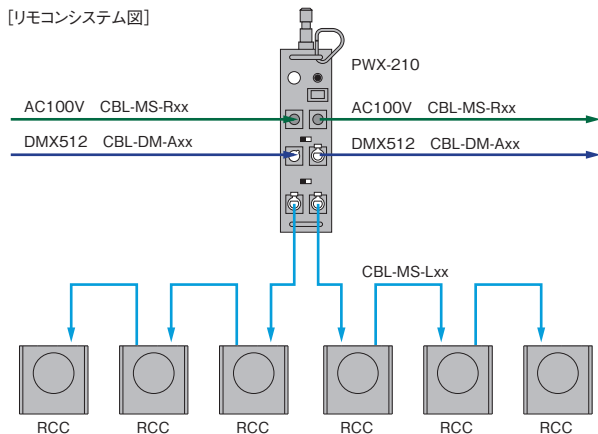 [リモコンシステム図]
PWX-210
AC100V CBL-MS-Rxx
AC100V CBL-MS-Rxx
DMX512 CBL-DM-Axx
DMX512 CBL-DM-Axx
CBL-MS-Lxx
RCC RCC RCC RCC RCC RCC